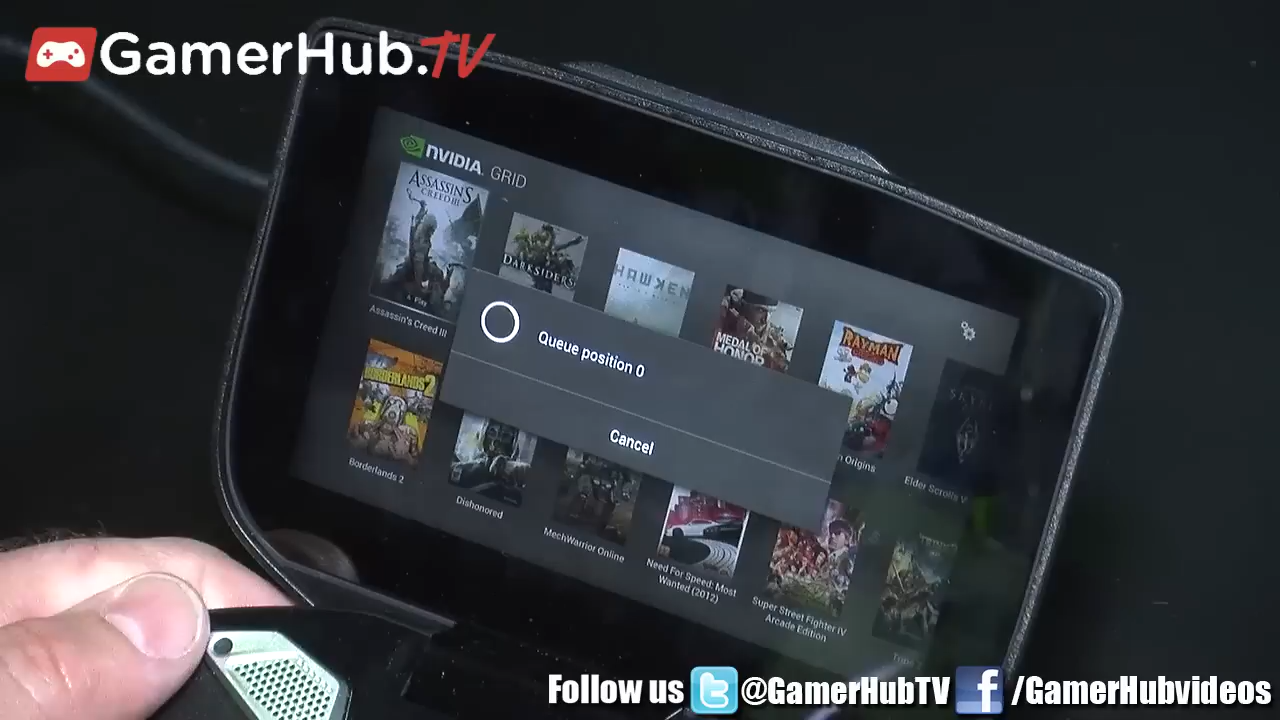 GamerHub.TV
NVIDIA GRID
ASSASSIN'S
CREED III
DARKSIDERS
HAWKEN
MEDAL OF
HONOR
RAYMAN
Play
Assassin's Creed III
Queue position 0
Cancel
BORDERLANDS 2
SKYRIM
Origins
Elder Scrolls V
Borderlands 2
Dishonored
MechWarrior Online
Need For Speed: Most
Wanted (2012)
Super Street Fighter IV
Arcade Edition
Follow us @GamerHubTV /GamerHubvideos